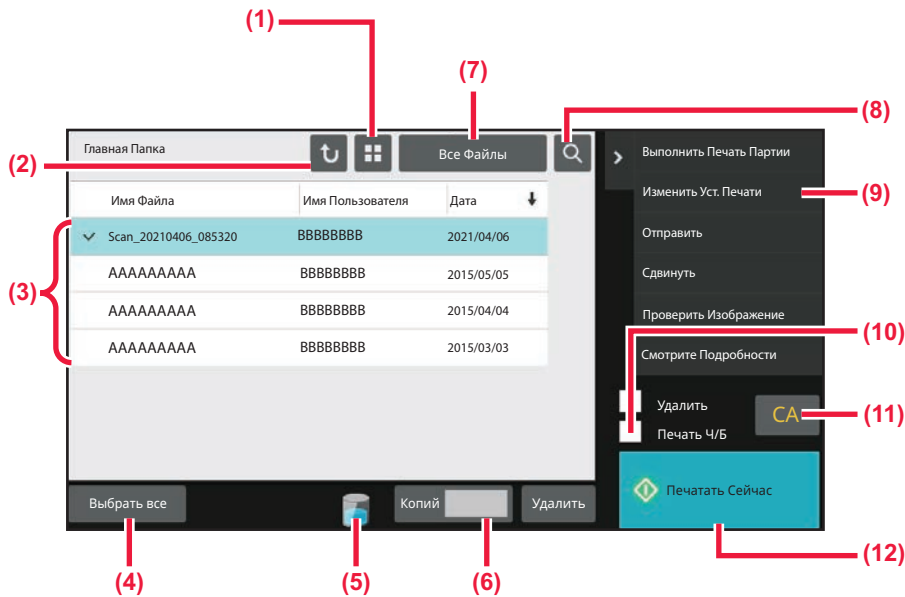 (1)
(7)
(8)
Главная Папка
Все Файлы
(2)
Выполнить Печать Партии
Имя Файла Имя Пользователя Дата
Изменить Уст. Печати
(9)
Scan_20210406_085320 BBBBBBBB 2021/04/06
Отправить
AAAAAAAAA BBBBBBBB 2015/05/05
Сдвинуть
(3)
AAAAAAAAA BBBBBBBB 2015/04/04
Проверить Изображение
(10)
AAAAAAAAA BBBBBBBB 2015/03/03
Смотрите Подробности
Удалить
CA
(11)
Печать Ч/Б
Выбрать все
Копий
Удалить
Печатать Сейчас
(12)
(4)
(5)
(6)